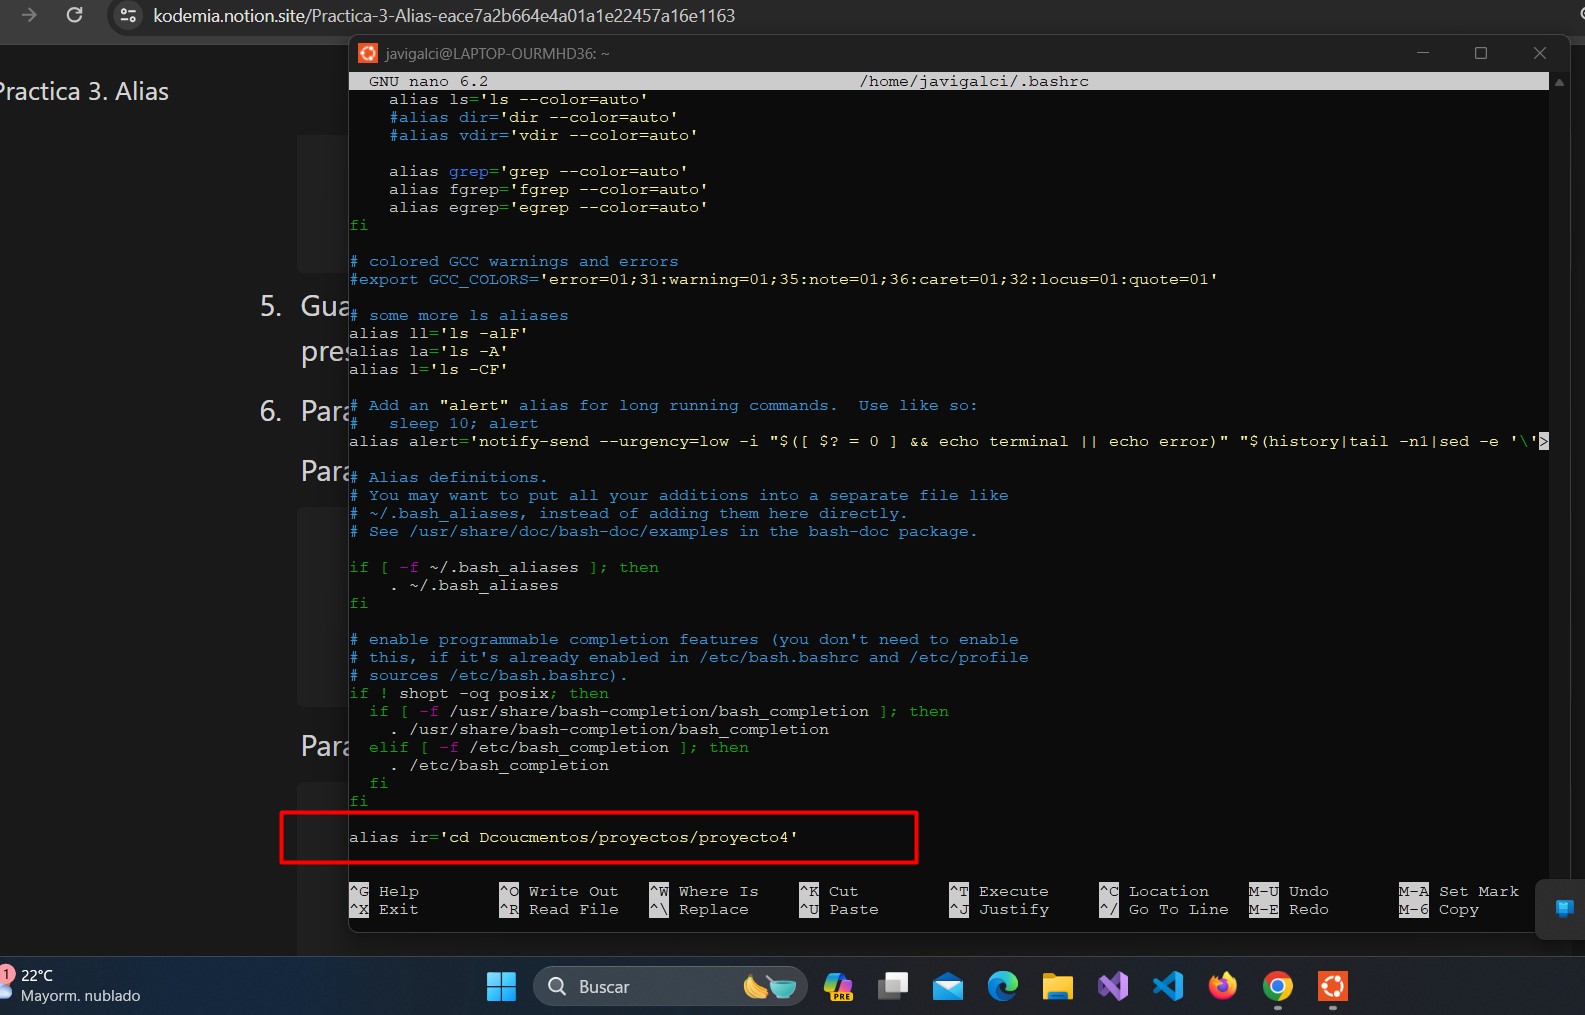 kodemia.notion.site/Practica-3-Alias-eace7a2b664e4a01a1e22457a16e1163
Practica 3. Alias
5. Gua
pres
6. Para
Para
Para
javigalci@LAPTOP-OURMHD36: ~
GNU nano 6.2 /home/javigalci/.bashrc
alias ls='ls --color=auto'
#alias dir='dir --color=auto'
#alias vdir='vdir --color=auto'
alias grep='grep --color=auto'
alias fgrep='fgrep --color=auto'
alias egrep='egrep --color=auto'
fi
# colored GCC warnings and errors
#export GCC_COLORS='error=01;31:warning=01;35:note=01;36:caret=01;32:locus=01:quote=01'
# some more ls aliases
alias ll='ls -alF'
alias la='ls -A'
alias l='ls -CF'
# Add an "alert" alias for long running commands.  Use like so:
#   sleep 10; alert
alias alert='notify-send --urgency=low -i "$([ $? = 0 ] && echo terminal || echo error)" "$(history|tail -n1|sed -e '\'>
# Alias definitions.
# You may want to put all your additions into a separate file like
# ~/.bash_aliases, instead of adding them here directly.
# See /usr/share/doc/bash-doc/examples in the bash-doc package.
if [ -f ~/.bash_aliases ]; then
. ~/.bash_aliases
fi
# enable programmable completion features (you don't need to enable
# this, if it's already enabled in /etc/bash.bashrc and /etc/profile
# sources /etc/bash.bashrc).
if ! shopt -oq posix; then
if [ -f /usr/share/bash-completion/bash_completion ]; then
. /usr/share/bash-completion/bash_completion
elif [ -f /etc/bash_completion ]; then
. /etc/bash_completion
fi
fi
alias ir='cd Dcoucmentos/proyectos/proyecto4'
^G Help ^O Write Out ^W Where Is ^K Cut ^T Execute ^C Location M-U Undo M-A Set Mark
^X Exit ^R Read File ^\ Replace ^U Paste ^J Justify ^/ Go To Line M-E Redo M-6 Copy
1 22°C
Mayorm. nublado
Buscar
PRE